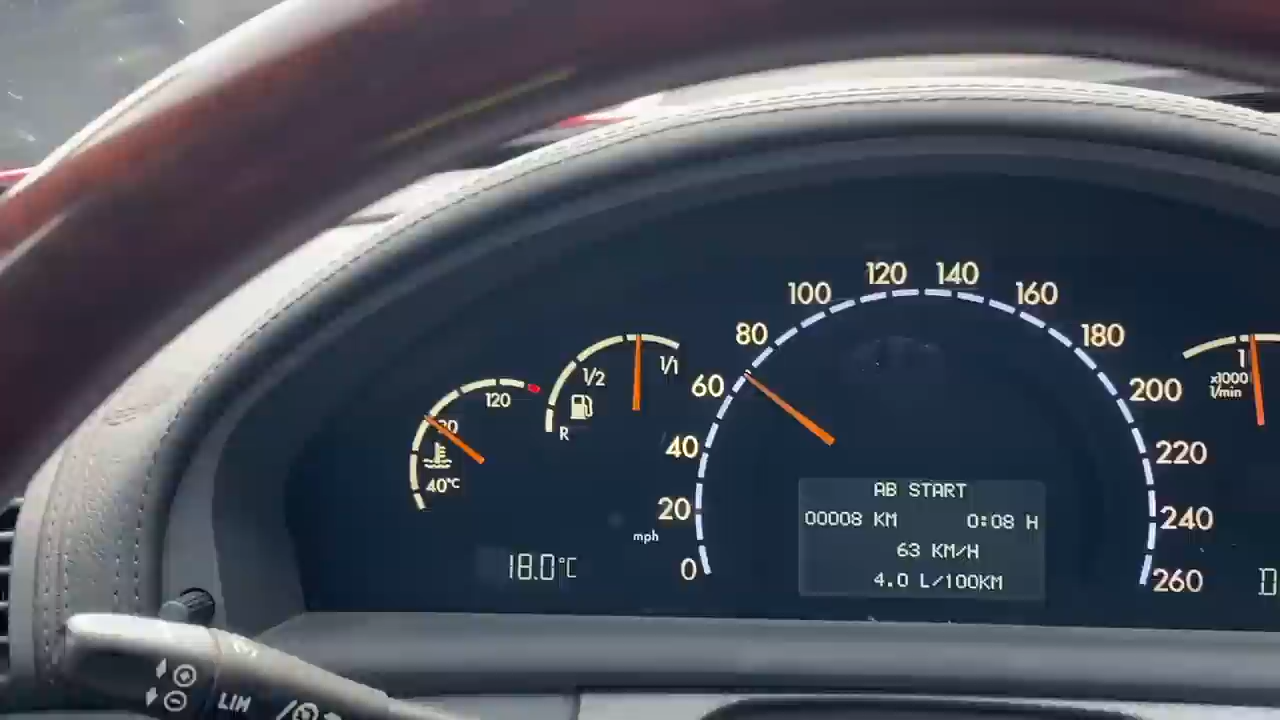 120 140
100 160
80 180
1/1
1/2
1
x1000
l/min
60 200
120
R
40 220
40°C
20 240
mph
0 260
18.0°C
AB START
00008 KM 0:08 H
63 KM/H
4.0 L/100KM
D
LIM